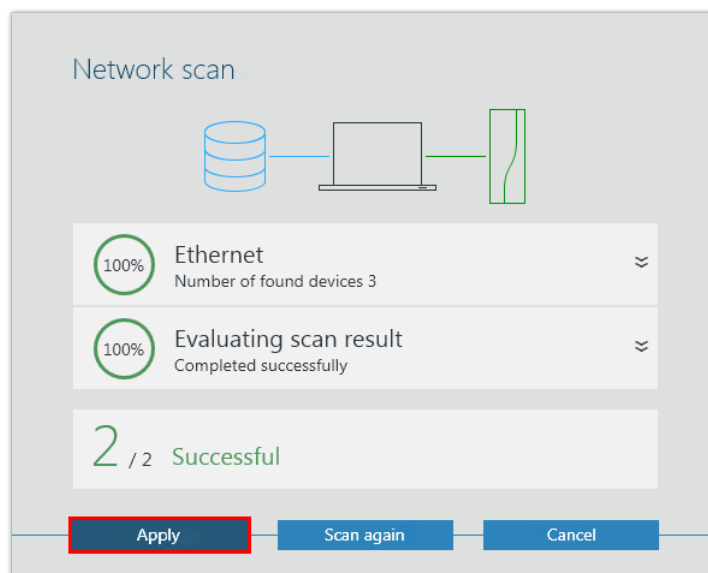 Network scan
100%
Ethernet
Number of found devices 3
100%
Evaluating scan result
Completed successfully
2 / 2 Successful
Apply
Scan again
Cancel